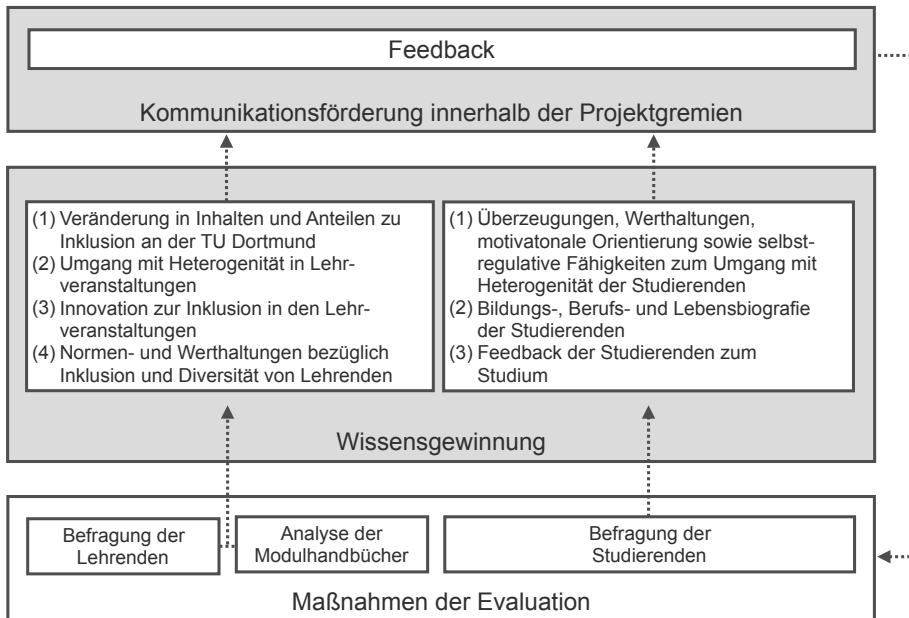 Feedback
Kommunikationsförderung innerhalb der Projektgremien
(1) Veränderung in Inhalten und Anteilen zu
Inklusion an der TU Dortmund
(2) Umgang mit Heterogenität in Lehr-
veranstaltungen
(3) Innovation zur Inklusion in den Lehr-
veranstaltungen
(4) Normen- und Werthaltungen bezüglich
Inklusion und Diversität von Lehrenden
(1) Überzeugungen, Werthaltungen,
motivatonale Orientierung sowie selbst-
regulative Fähigkeiten zum Umgang mit
Heterogenität der Studierenden
(2) Bildungs-, Berufs- und Lebensbiografie
der Studierenden
(3) Feedback der Studierenden zum
Studium
Wissensgewinnung
Befragung der
Lehrenden
Analyse der
Modulhandbücher
Befragung der
Studierenden
Maßnahmen der Evaluation